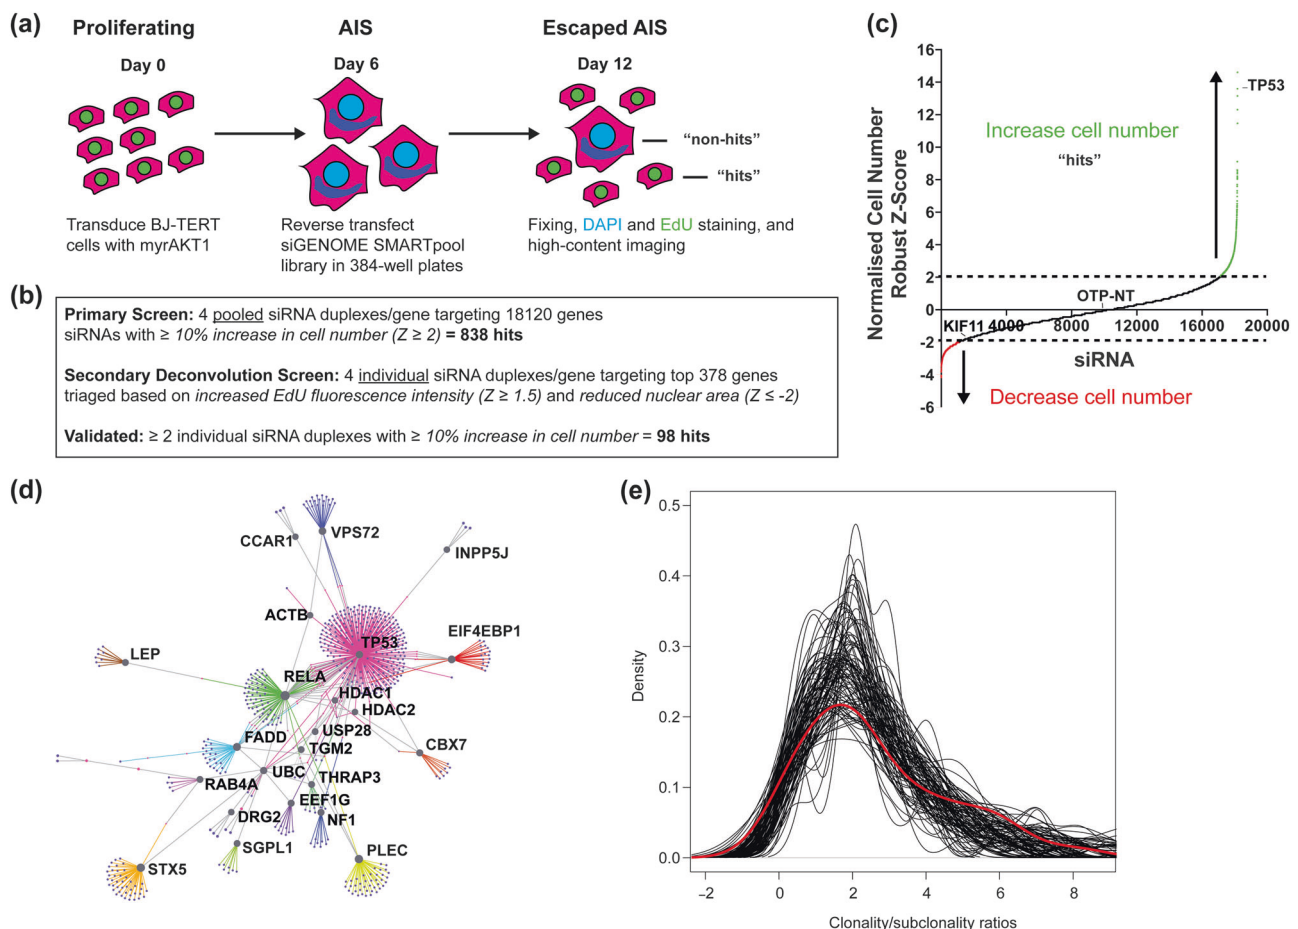 (a)
Proliferating
AIS
Escaped AIS
Day 0
Day 6
Day 12
“non-hits”
“hits”
Transduce BJ-TERT
cells with myrAKT1
Reverse transfect
siGENOME SMARTpool
library in 384-well plates
Fixing, DAPI and EdU staining, and
high-content imaging
(b)
Primary Screen: 4 pooled siRNA duplexes/gene targeting 18120 genes
siRNAs with ≥ 10% increase in cell number (Z ≥ 2) = 838 hits
Secondary Deconvolution Screen: 4 individual siRNA duplexes/gene targeting top 378 genes
triaged based on increased EdU fluorescence intensity (Z ≥ 1.5) and reduced nuclear area (Z ≤ -2)
Validated: ≥ 2 individual siRNA duplexes with ≥ 10% increase in cell number = 98 hits
(c)
Normalised Cell Number
Robust Z-Score
16
14
12
10
8
6
4
2
0
-2
-4
-6
TP53
Increase cell number
“hits”
OTP-NT
KIF11
4000
8000
12000
16000
20000
siRNA
Decrease cell number
(d)
CCAR1
VPS72
INPP5J
ACTB
TP53
EIF4EBP1
LEP
RELA
HDAC1
HDAC2
USP28
FADD
TGM2
CBX7
UBC
RAB4A
THRAP3
EEF1G
DRG2
NF1
SGPL1
PLEC
STX5
(e)
Density
0.5
0.4
0.3
0.2
0.1
0.0
−2
0
2
4
6
8
Clonality/subclonality ratios